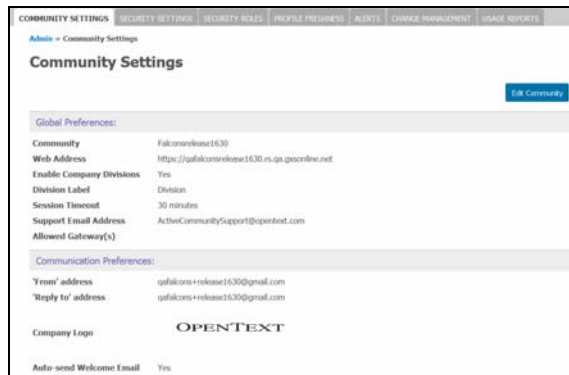 COMMUNITY SETTINGS SECURITY SETTINGS SECURITY ROLES PROFILE FRESHNESS ALERTS CHANGE MANAGEMENT USAGE REPORTS
Admin » Community Settings
Community Settings
Edit Community
Global Preferences:
Community Falconsrelease1630
Web Address https://qafalconsrelease1630.rs.qa.gxsonline.net
Enable Company Divisions Yes
Division Label Division
Session Timeout 30 minutes
Support Email Address ActiveCommunitySupport@opentext.com
Allowed Gateway(s)
Communication Preferences:
'From' address qafalcons+release1630@gmail.com
'Reply to' address qafalcons+release1630@gmail.com
Company Logo OPENTEXT
Auto-send Welcome Email Yes